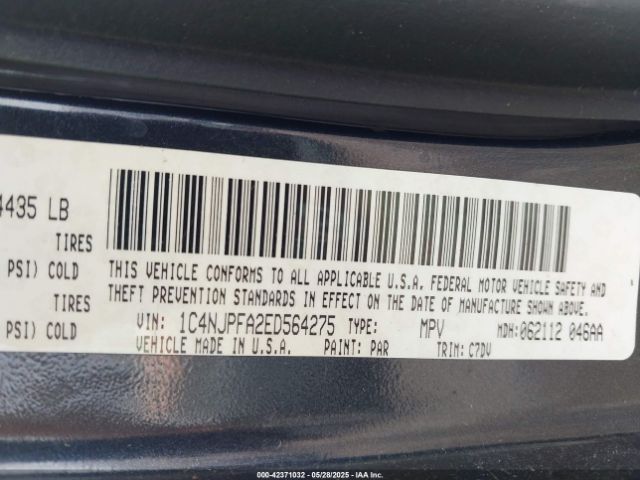 4435 LB
TIRES
PSI) COLD
TIRES
PSI) COLD
THIS VEHICLE CONFORMS TO ALL APPLICABLE U.S.A. FEDERAL MOTOR VEHICLE SAFETY AND
THEFT PREVENTION STANDARDS IN EFFECT ON THE DATE OF MANUFACTURE SHOWN ABOVE.
VIN: 1C4NJPFA2ED564275 TYPE: MPV MDH:062112 046AA
VEHICLE MADE IN U.S.A. PAINT: PAR TRIM: C7DV
000-42371032 — 05/28/2025 — IAA Inc.